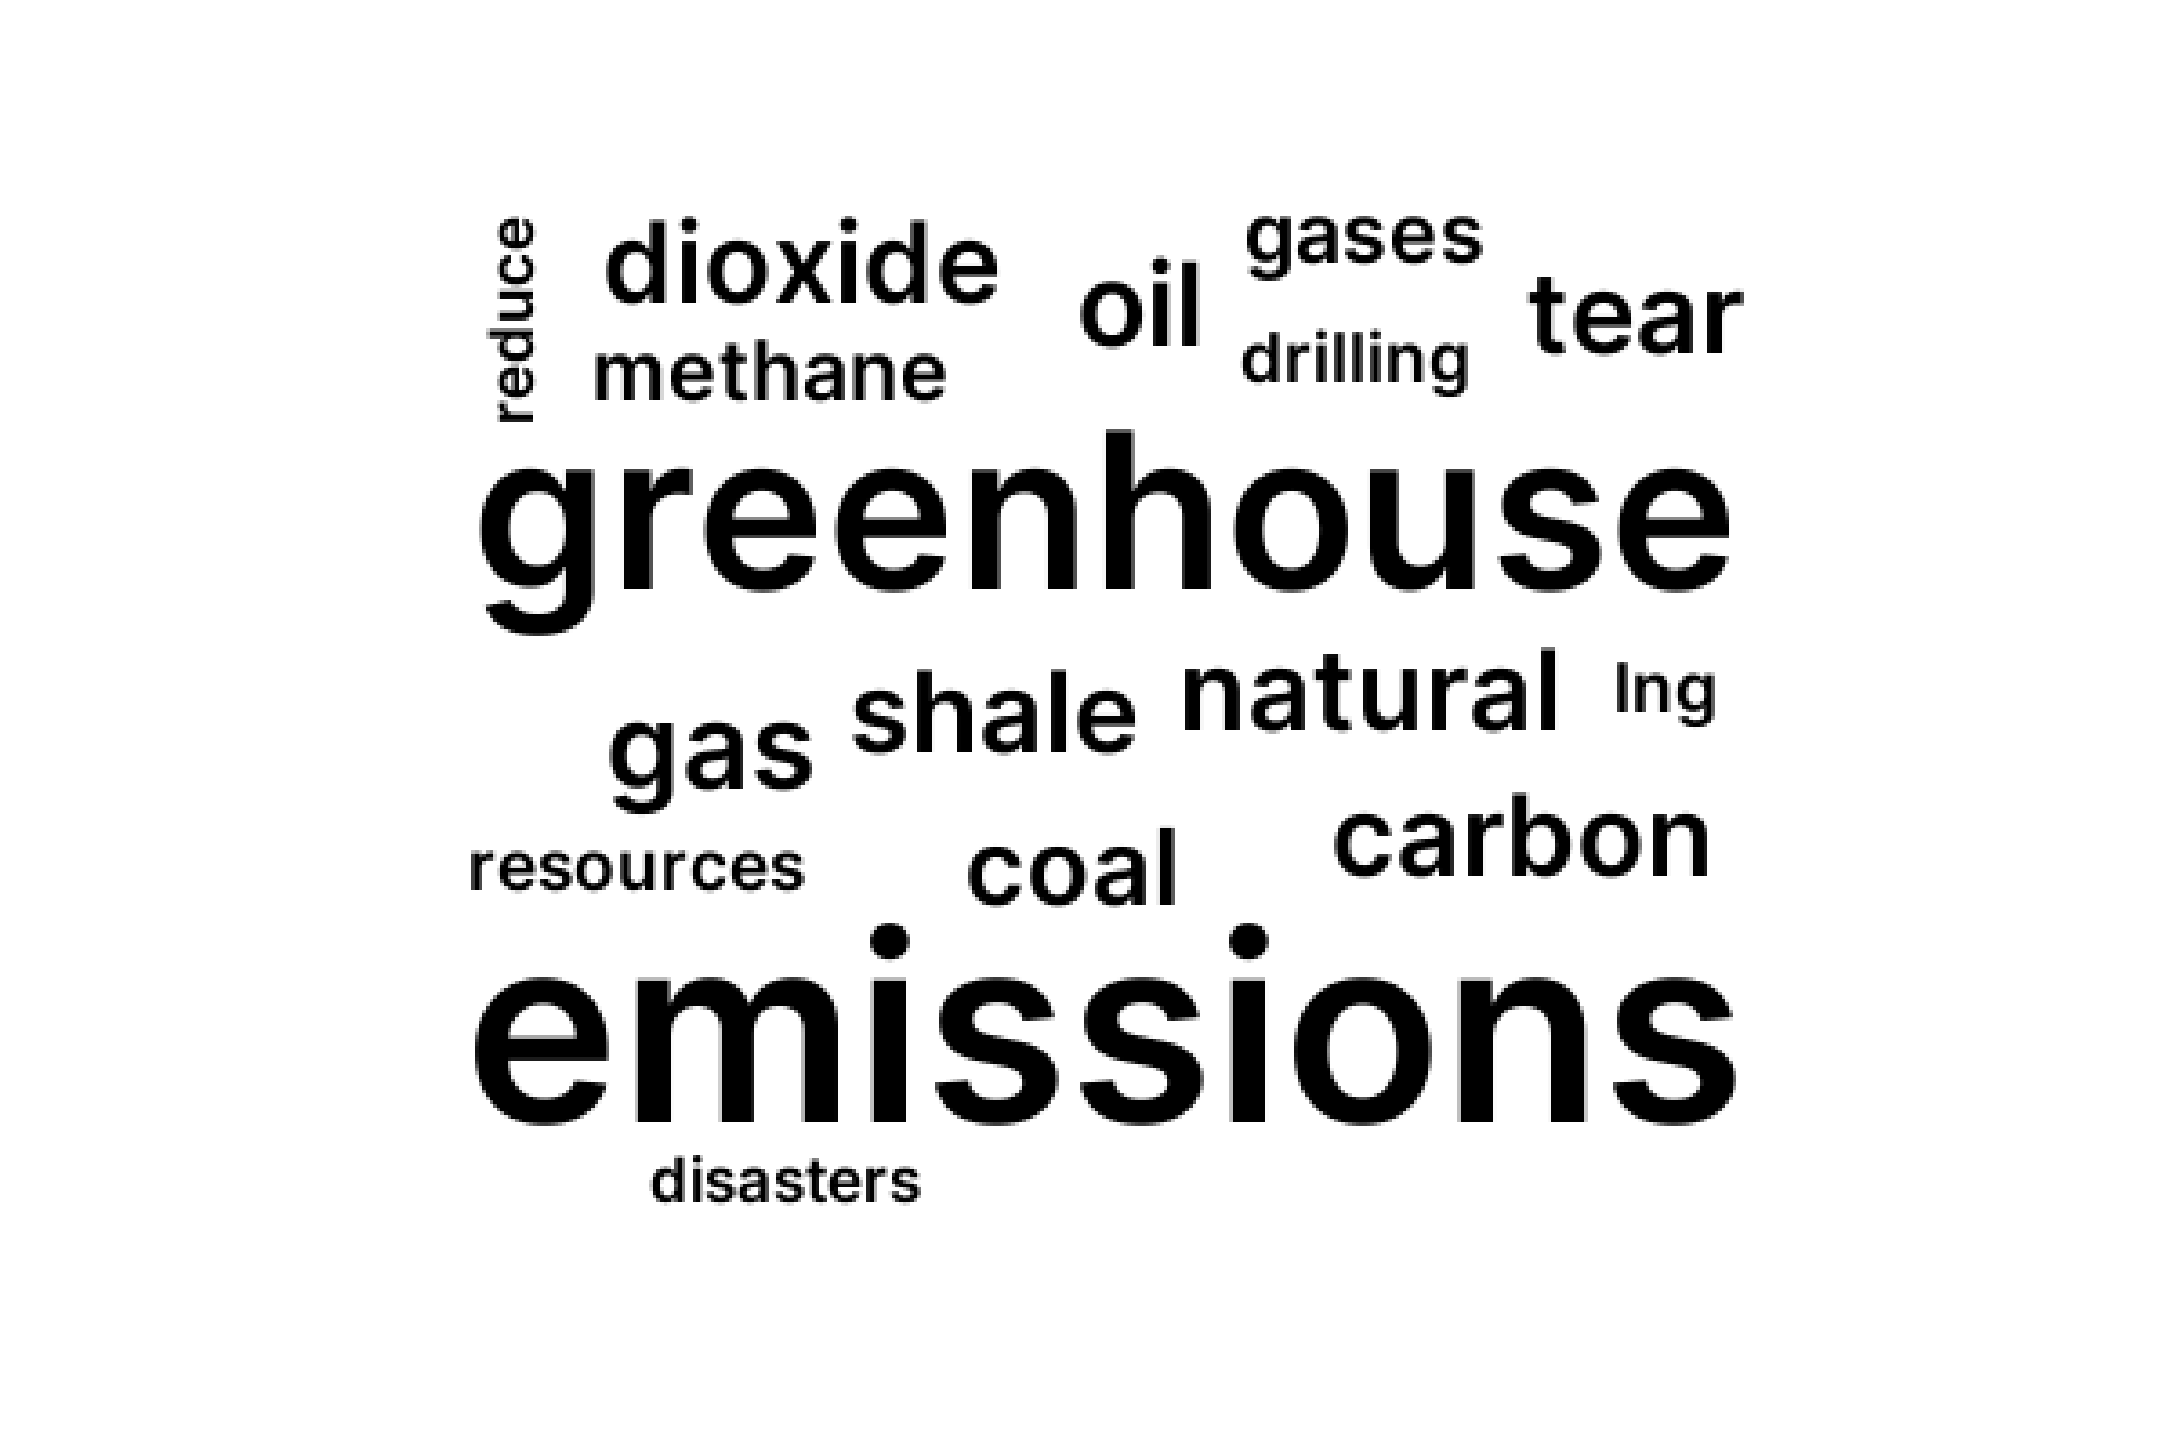 reduce
dioxide
gases
oil
tear
methane
drilling
greenhouse
gas
shale
natural
lng
resources
coal
carbon
emissions
disasters